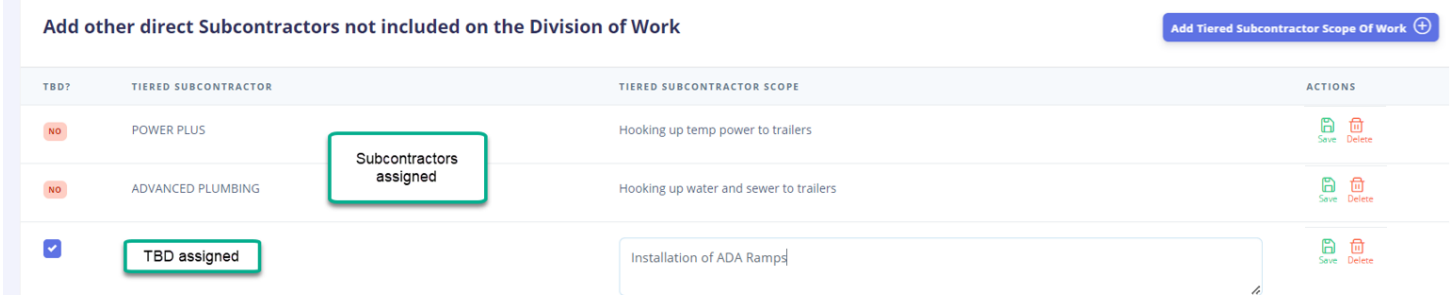 Add other direct Subcontractors not included on the Division of Work
Add Tiered Subcontractor Scope Of Work
TBD? TIERED SUBCONTRACTOR TIERED SUBCONTRACTOR SCOPE ACTIONS
NO POWER PLUS Hooking up temp power to trailers
Save Delete
Subcontractors
assigned
NO ADVANCED PLUMBING Hooking up water and sewer to trailers
Save Delete
TBD assigned Installation of ADA Ramps
Save Delete